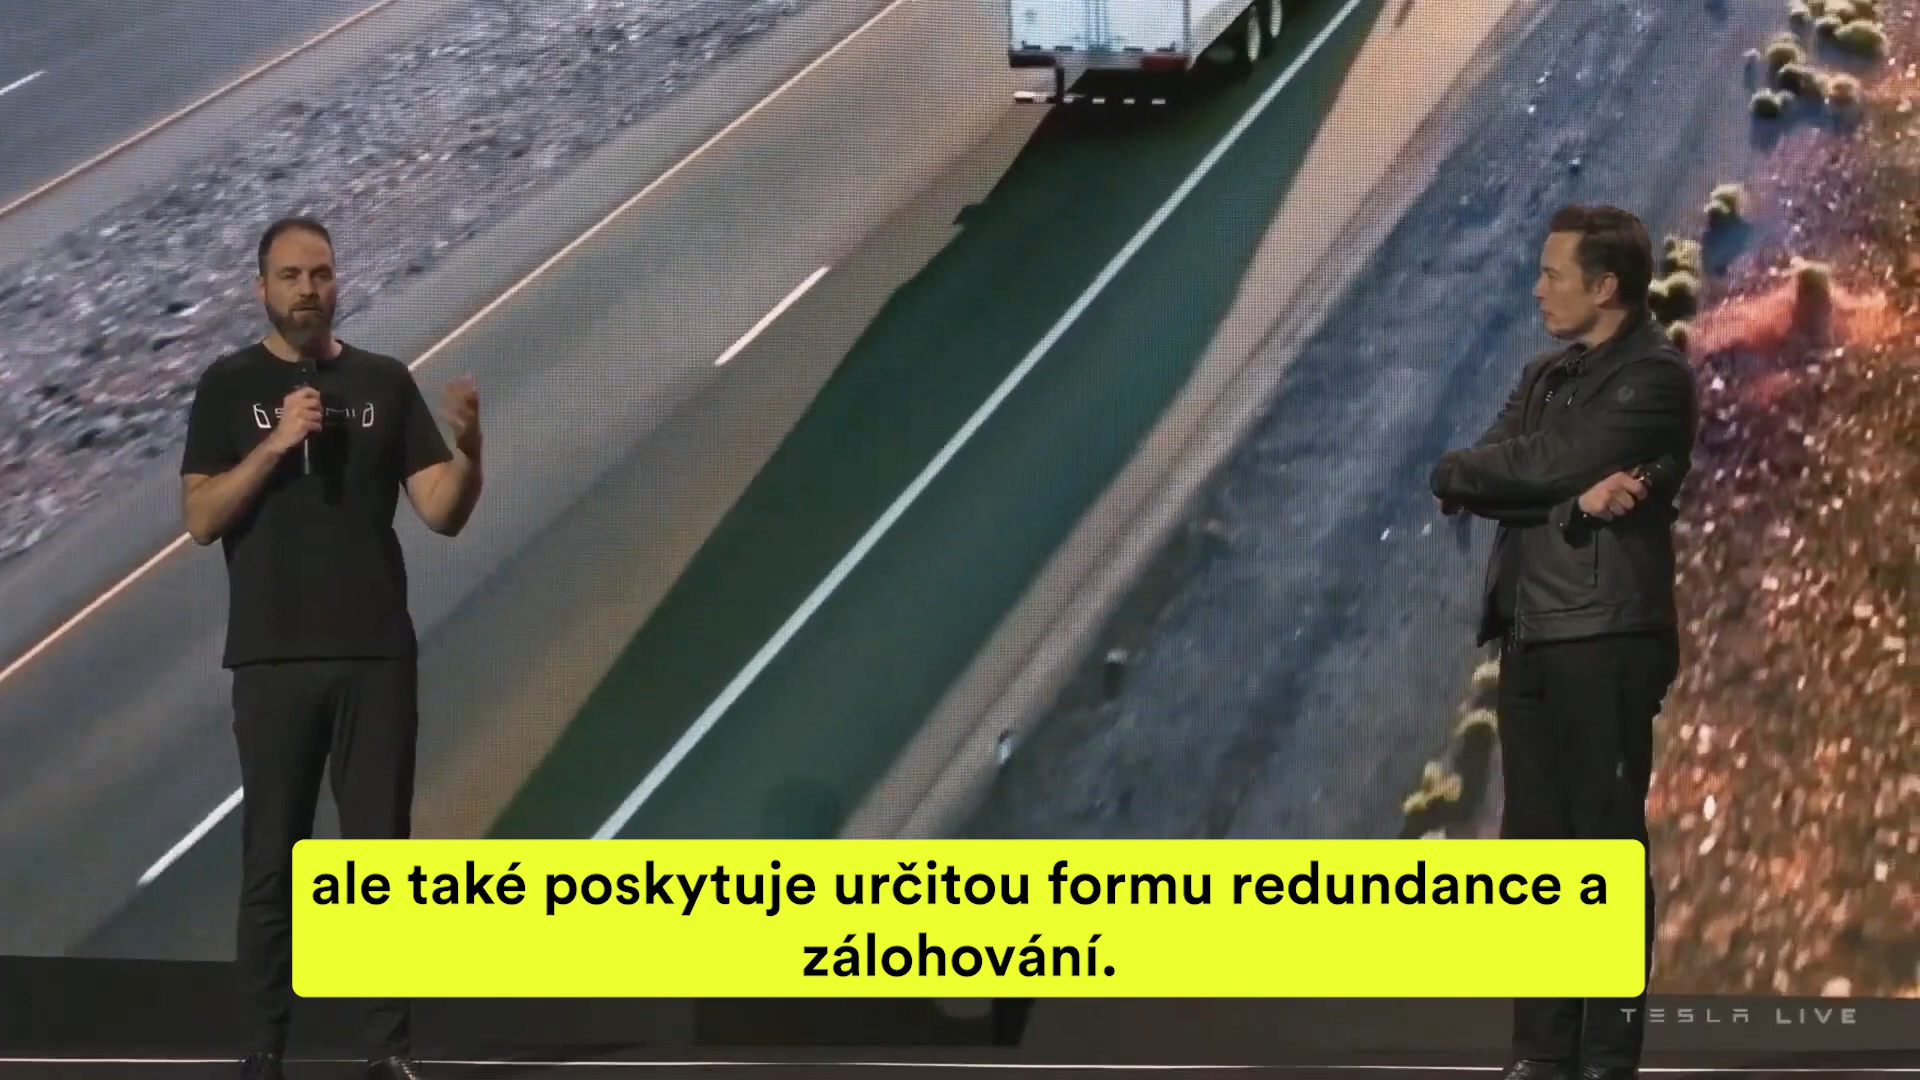 ale také poskytuje určitou formu redundance a
zálohování.
TESLA LIVE